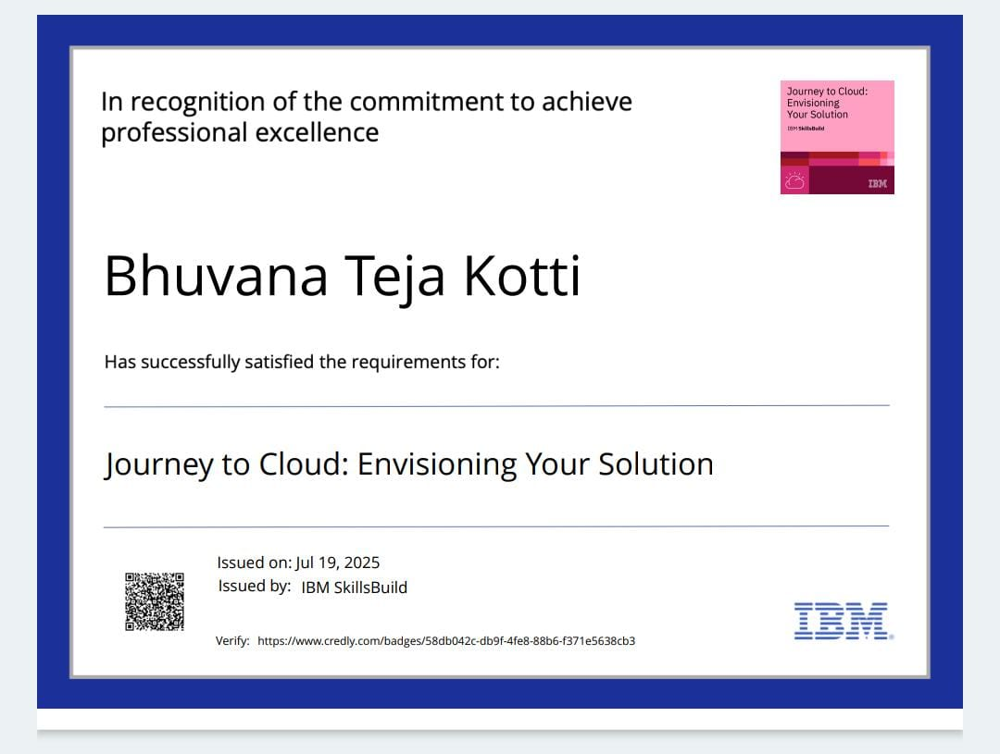 In recognition of the commitment to achieve
professional excellence
Journey to Cloud:
Envisioning
Your Solution
IBM SkillsBuild
IBM
Bhuvana Teja Kotti
Has successfully satisfied the requirements for:
Journey to Cloud: Envisioning Your Solution
Issued on: Jul 19, 2025
Issued by: IBM SkillsBuild
Verify: https://www.credly.com/badges/58db042c-db9f-4fe8-88b6-f371e5638cb3
IBM®